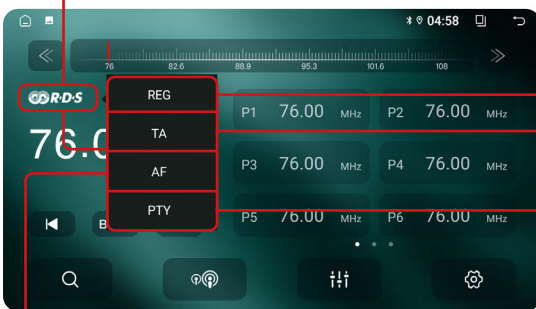 04:58
76 82.6 88.9 95.3 101.6 108
R·D·S
REG
TA
AF
PTY
76.0
B
P1 76.00 MHz P2 76.00 MHz
P3 76.00 MHz P4 76.00 MHz
P5 76.00 MHz P6 76.00 MHz